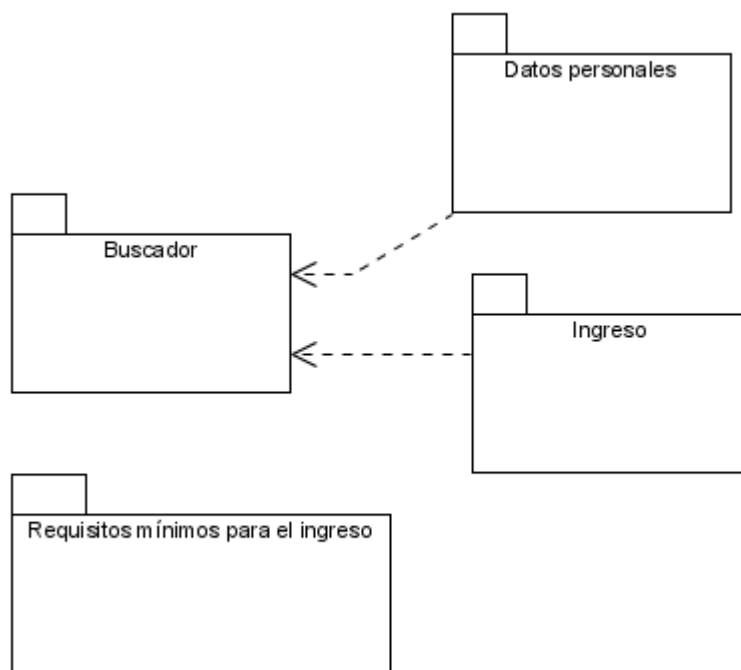 Datos personales
Buscador
Ingreso
Requisitos mínimos para el ingreso